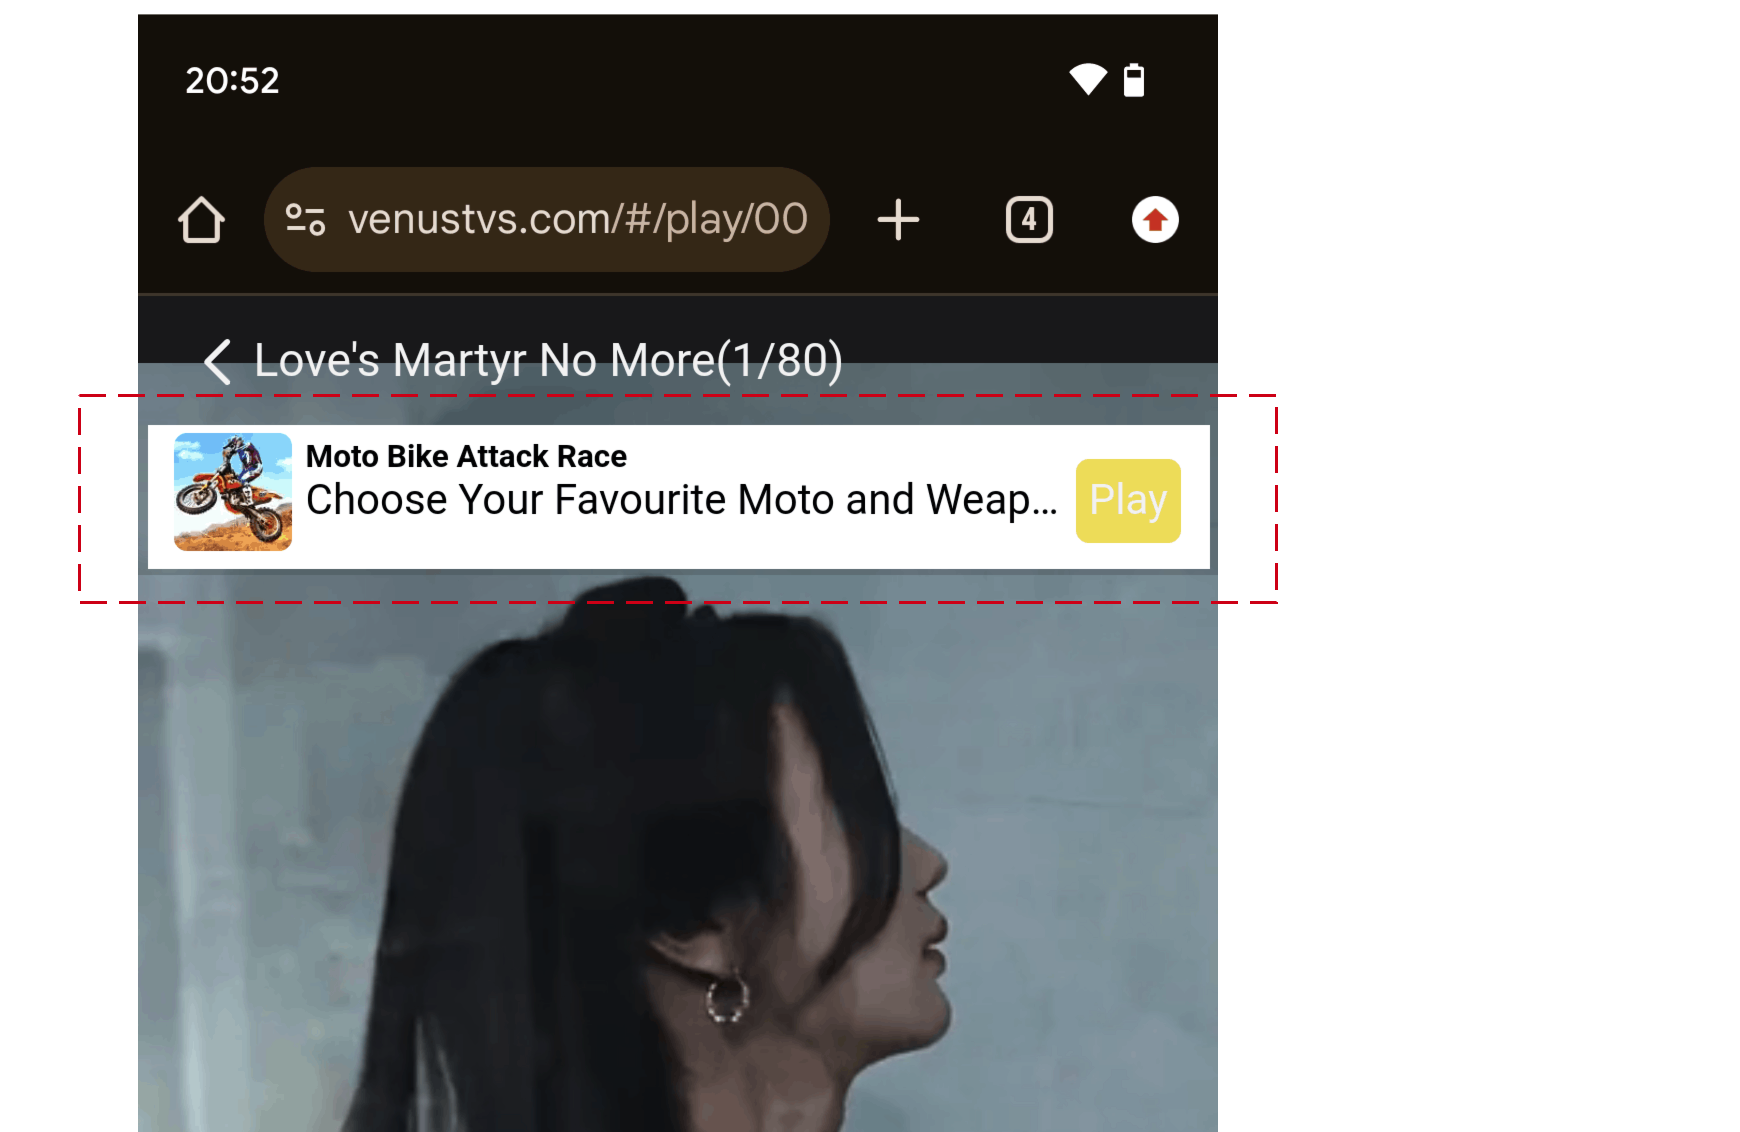 20:52
venustvs.com/#/play/00
4
Love's Martyr No More(1/80)
Moto Bike Attack Race
Choose Your Favourite Moto and Weap...
Play